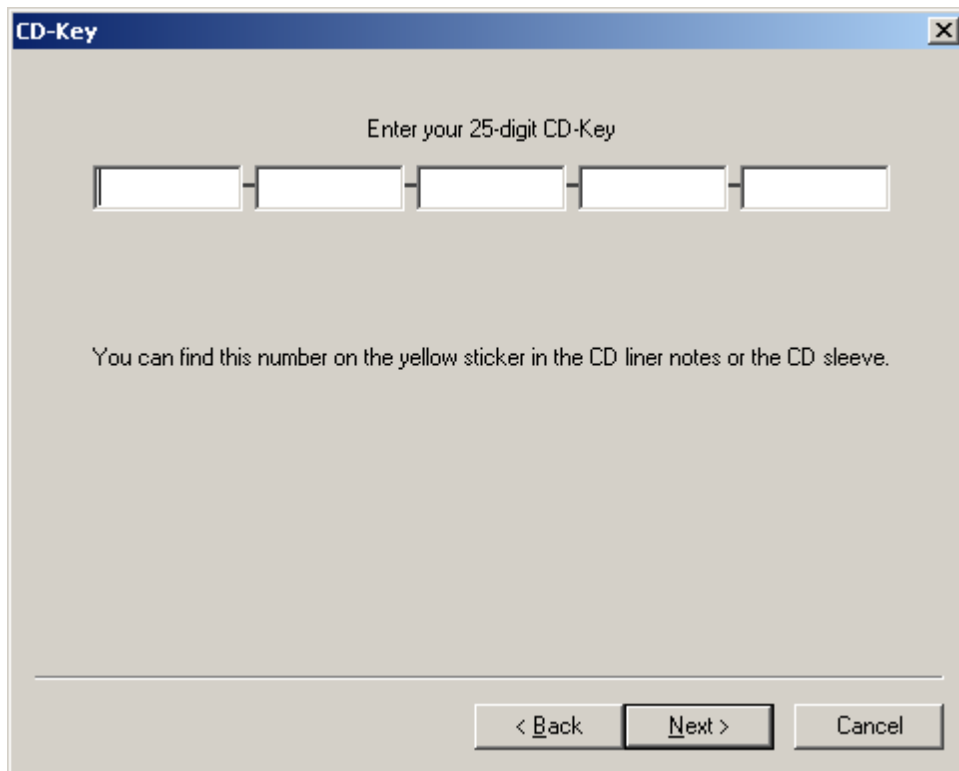 CD-Key
Enter your 25-digit CD-Key
- - - -
You can find this number on the yellow sticker in the CD liner notes or the CD sleeve.
< Back Next > Cancel